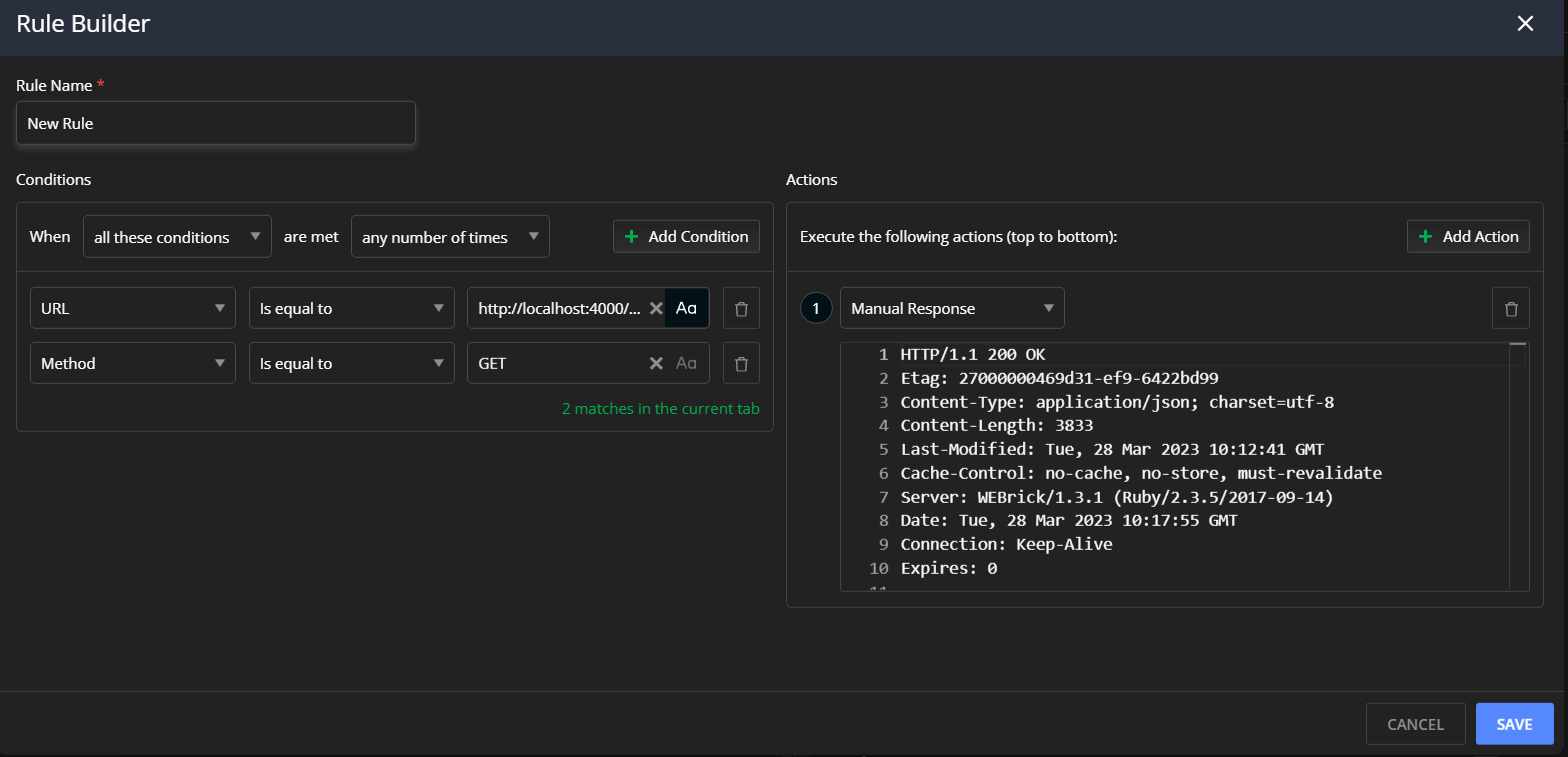 Rule Builder
Rule Name *
New Rule
Conditions
When all these conditions are met any number of times + Add Condition
URL Is equal to http://localhost:4000/... Aa
Method Is equal to GET Aa
2 matches in the current tab
Actions
Execute the following actions (top to bottom): + Add Action
1 Manual Response
1 HTTP/1.1 200 OK
2 Etag: 27000000469d31-ef9-6422bd99
3 Content-Type: application/json; charset=utf-8
4 Content-Length: 3833
5 Last-Modified: Tue, 28 Mar 2023 10:12:41 GMT
6 Cache-Control: no-cache, no-store, must-revalidate
7 Server: WEBrick/1.3.1 (Ruby/2.3.5/2017-09-14)
8 Date: Tue, 28 Mar 2023 10:17:55 GMT
9 Connection: Keep-Alive
10 Expires: 0
CANCEL SAVE